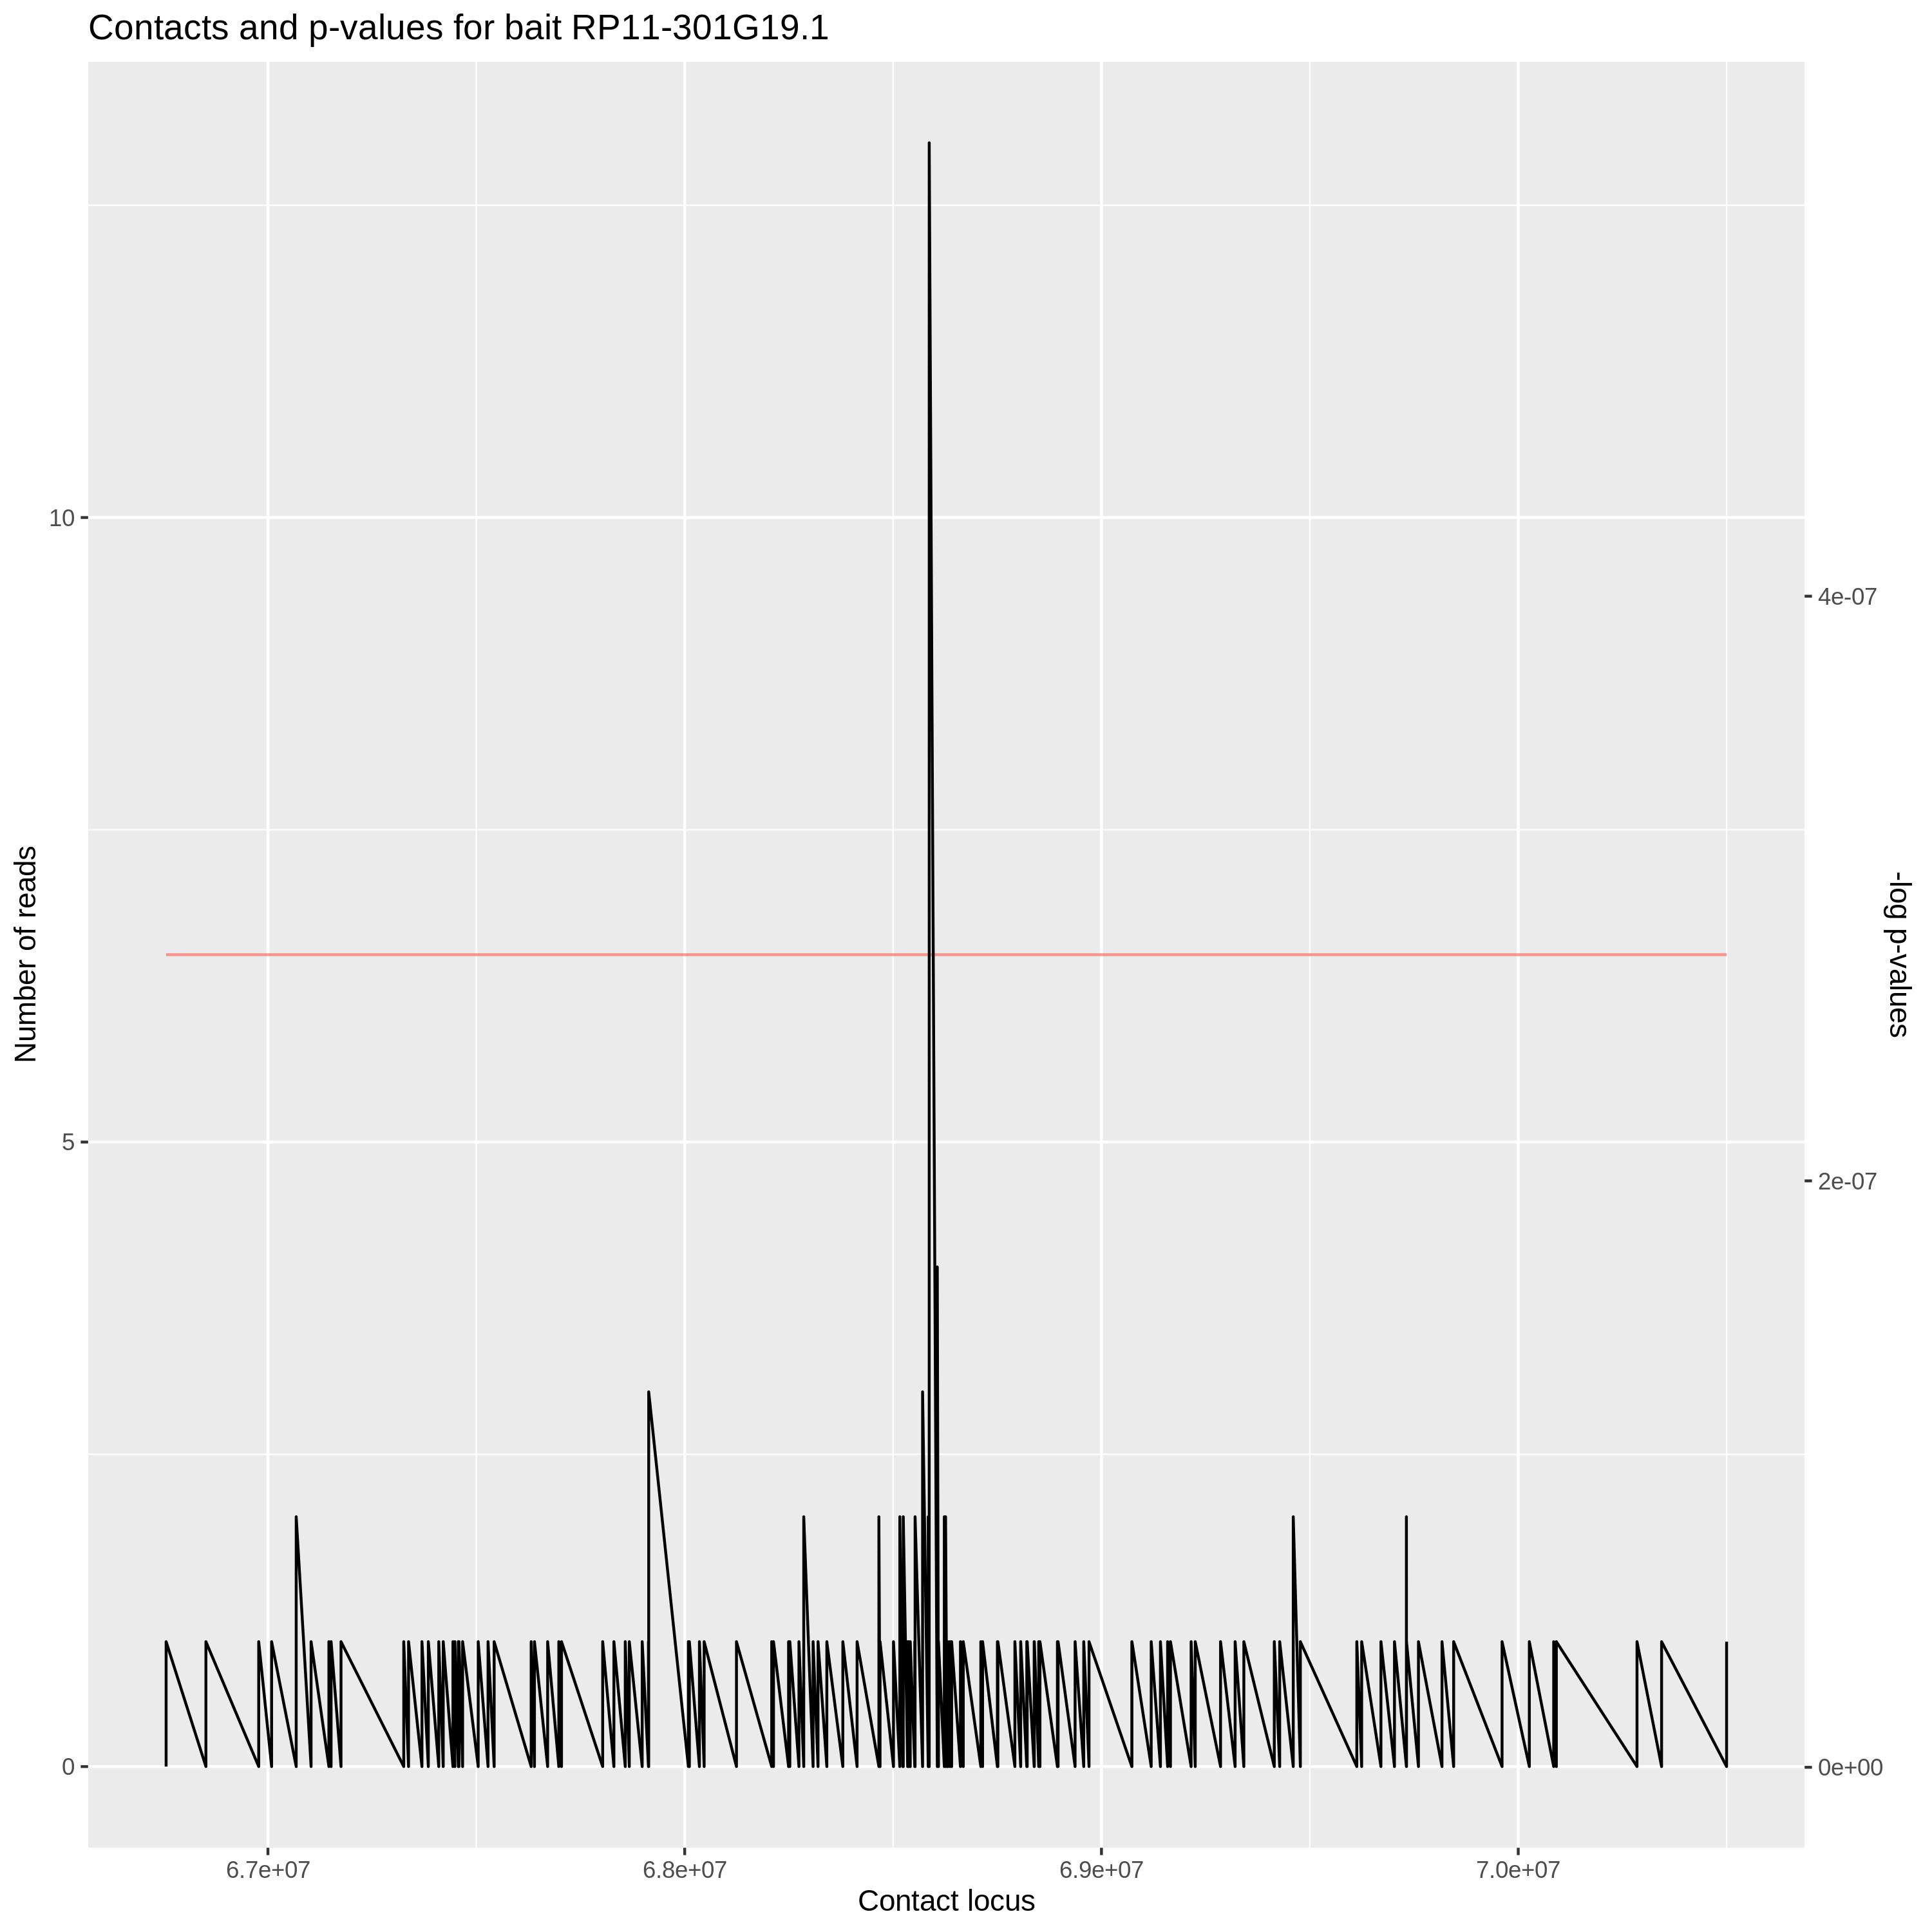 Contacts and p-values for bait RP11-301G19.1
10
5
0
Number of reads
4e-07
2e-07
0e+00
-log p-values
6.7e+07
6.8e+07
6.9e+07
7.0e+07
Contact locus